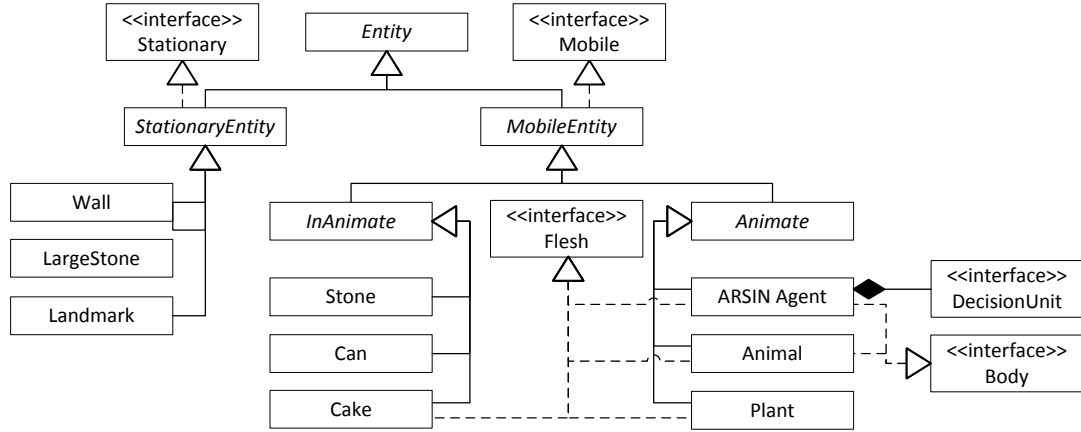 <<interface>>
Stationary
Entity
<<interface>>
Mobile
StationaryEntity
MobileEntity
Wall
LargeStone
Landmark
InAnimate
<<interface>>
Flesh
Animate
Stone
Can
Cake
ARSIN Agent
Animal
Plant
<<interface>>
DecisionUnit
<<interface>>
Body